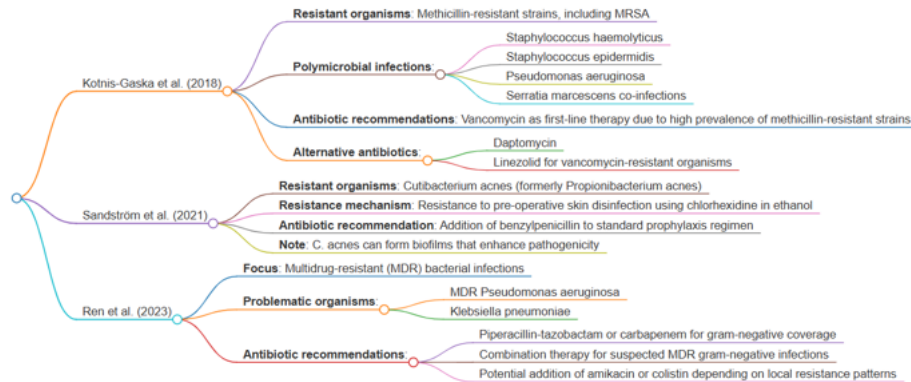 Resistant organisms: Methicillin-resistant strains, including MRSA
Staphylococcus haemolyticus
Staphylococcus epidermidis
Polymicrobial infections:
Pseudomonas aeruginosa
Kotnis-Gaska et al. (2018)
Serratia marcescens co-infections
Antibiotic recommendations: Vancomycin as first-line therapy due to high prevalence of methicillin-resistant strains
Daptomycin
Alternative antibiotics:
Linezolid for vancomycin-resistant organisms
Resistant organisms: Cutibacterium acnes (formerly Propionibacterium acnes)
Resistance mechanism: Resistance to pre-operative skin disinfection using chlorhexidine in ethanol
Sandström et al. (2021)
Antibiotic recommendation: Addition of benzylpenicillin to standard prophylaxis regimen
Note: C. acnes can form biofilms that enhance pathogenicity
Focus: Multidrug-resistant (MDR) bacterial infections
MDR Pseudomonas aeruginosa
Problematic organisms:
Ren et al. (2023)
Klebsiella pneumoniae
Piperacillin-tazobactam or carbapenem for gram-negative coverage
Antibiotic recommendations:
Combination therapy for suspected MDR gram-negative infections
Potential addition of amikacin or colistin depending on local resistance patterns